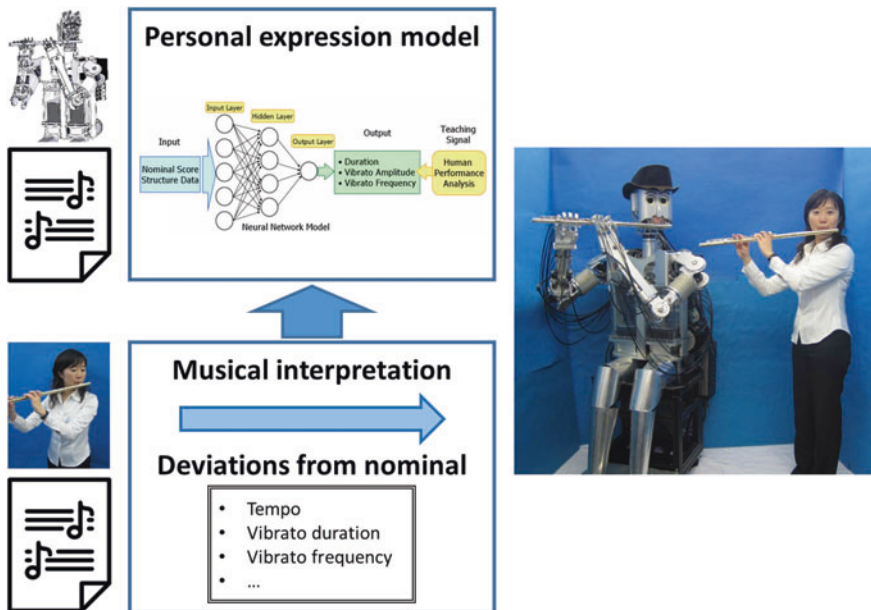 Personal expression model
Input Layer
Hidden Layer
Output Layer
Input
Output
Teaching
Signal
Nominal Score
Structure Data
• Duration
• Vibrato Amplitude
• Vibrato Frequency
Human
Performance
Analysis
Neural Network Model
Musical interpretation
Deviations from nominal
• Tempo
• Vibrato duration
• Vibrato frequency
• ...